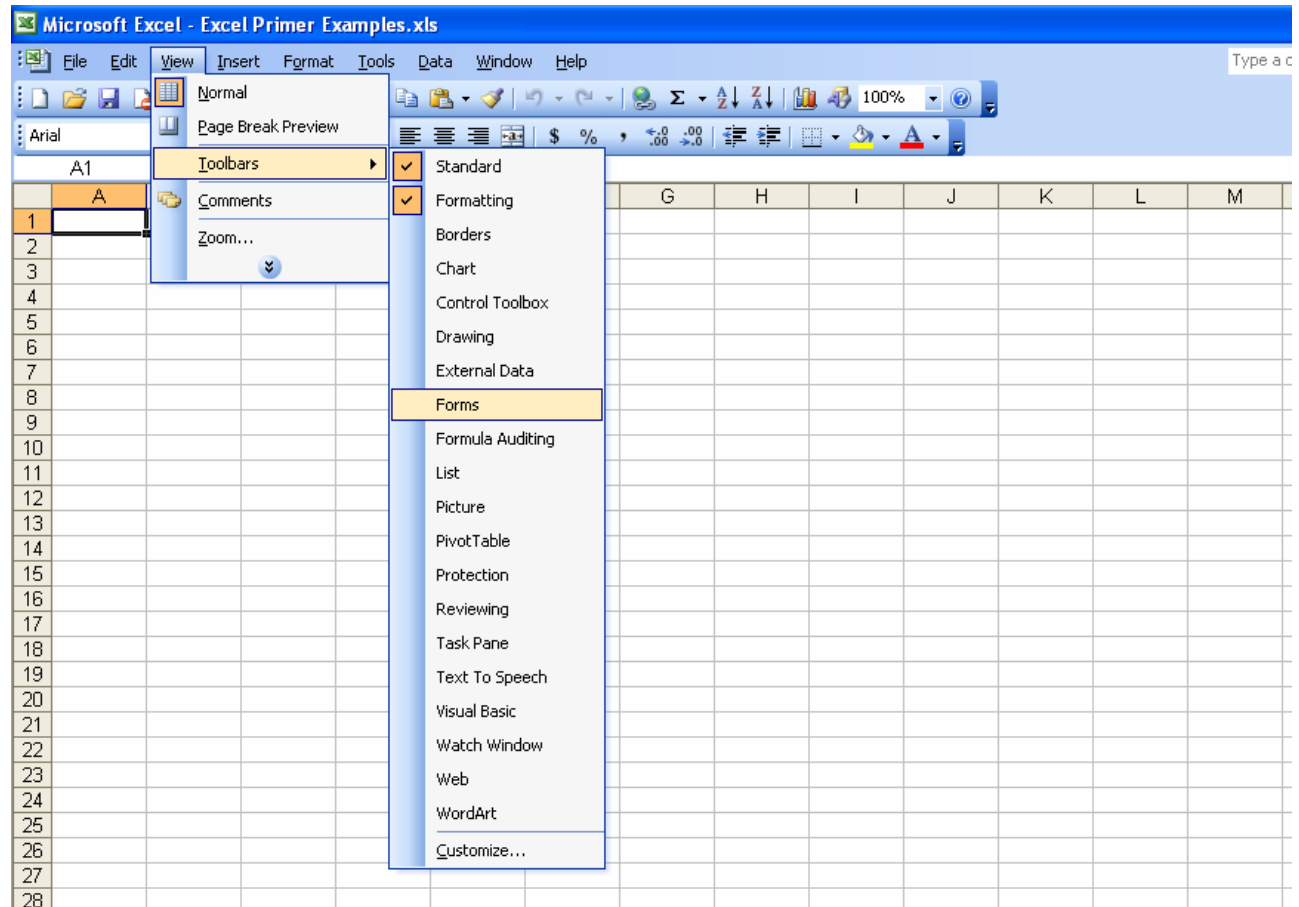 Microsoft Excel - Excel Primer Examples.xls
File Edit View Insert Format Tools Data Window Help
Type a
Normal
100%
Page Break Preview
Arial
$ % ,
Toolbars
Standard
A1
Comments
Formatting
A G H I J K L M
Zoom...
Borders
Chart
Control Toolbox
Drawing
External Data
Forms
Formula Auditing
List
Picture
PivotTable
Protection
Reviewing
Task Pane
Text To Speech
Visual Basic
Watch Window
Web
WordArt
Customize...
1
2
3
4
5
6
7
8
9
10
11
12
13
14
15
16
17
18
19
20
21
22
23
24
25
26
27
28